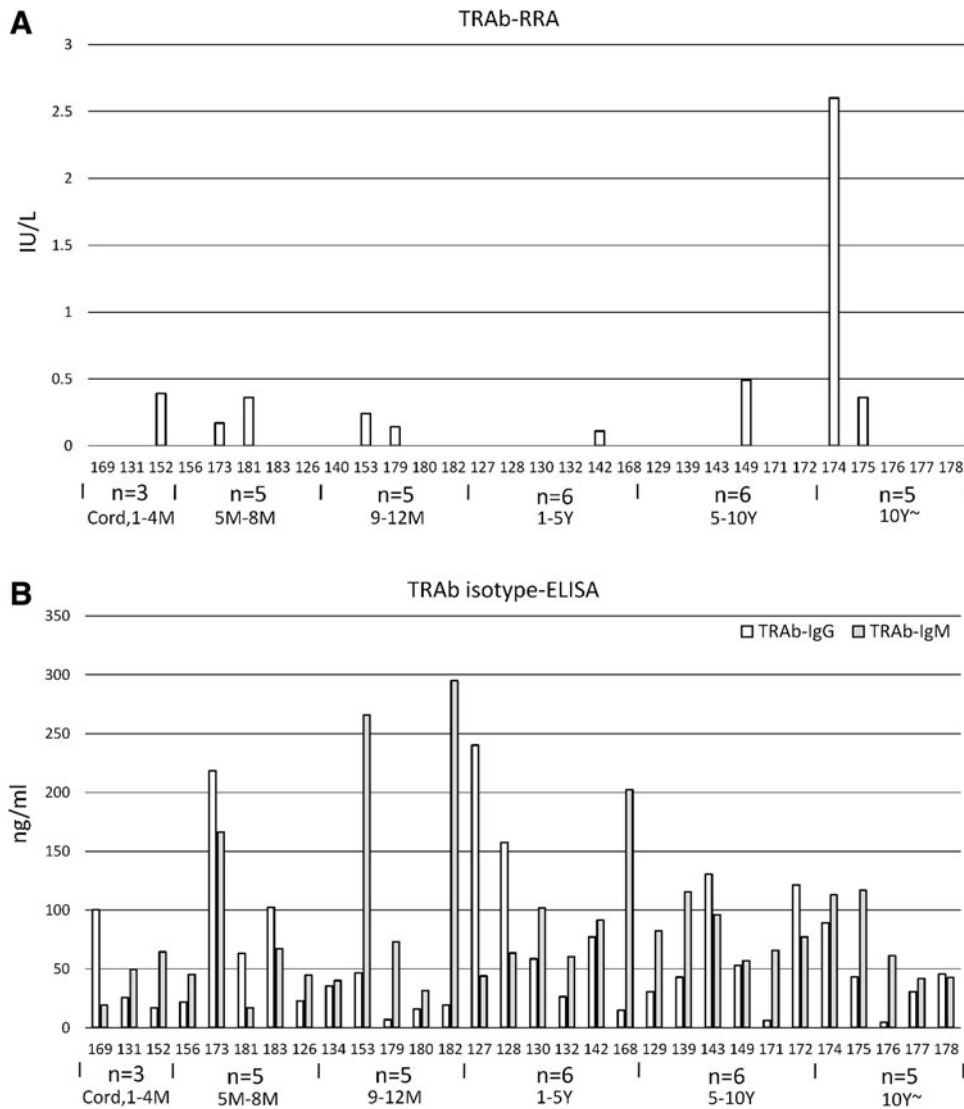 A
TRAb-RRA
3
2.5
2
1.5
1
0.5
0
IU/L
169 131 152 156 173 181 183 126 140 153 179 180 182 127 128 130 132 142 168 129 139 143 149 171 172 174 175 176 177 178
| n=3 | n=5 | n=5 | n=6 | n=6 | n=5
Cord,1-4M 5M-8M 9-12M 1-5Y 5-10Y 10Y~
B
TRAb isotype-ELISA
TRAb-IgG TRAb-IgM
350
300
250
200
150
100
50
0
ng/ml
169 131 152 156 173 181 183 126 134 153 179 180 182 127 128 130 132 142 168 129 139 143 149 171 172 174 175 176 177 178
| n=3 | n=5 | n=5 | n=6 | n=6 | n=5 |
Cord,1-4M 5M-8M 9-12M 1-5Y 5-10Y 10Y~